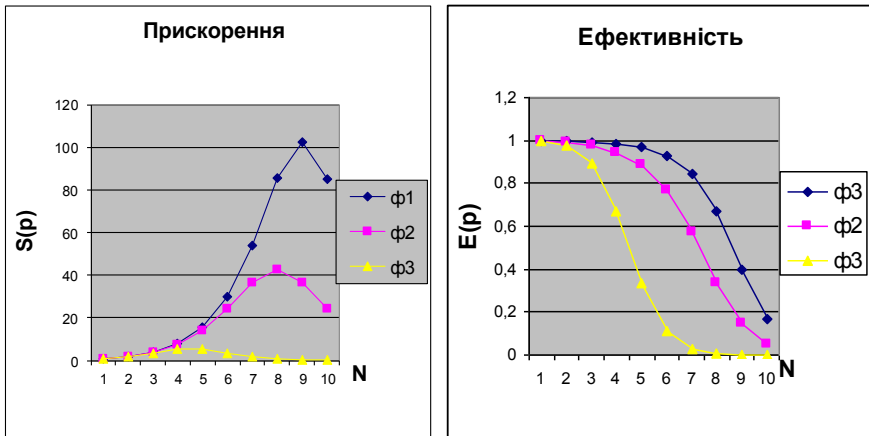 Прискорення
S(p)
120
100
80
60
40
20
0
1 2 3 4 5 6 7 8 9 10
N
ф1
ф2
ф3
Ефективність
E(p)
1,2
1
0,8
0,6
0,4
0,2
0
1 2 3 4 5 6 7 8 9 10
N
ф3
ф2
ф3